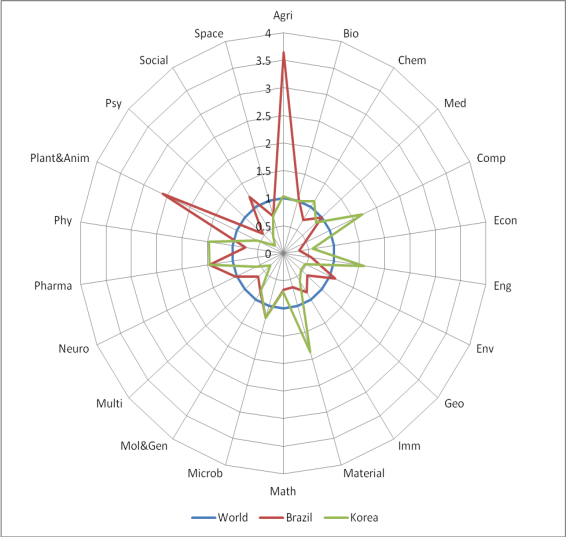 Agri
Space
Bio
Social
Chem
Psy
Med
Plant&Anim
Comp
Phy
Econ
Pharma
Eng
Neuro
Env
Multi
Geo
Mol&Gen
Imm
Microb
Material
Math
4
3.5
3
2.5
2
1.5
1
0.5
0
World Brazil Korea